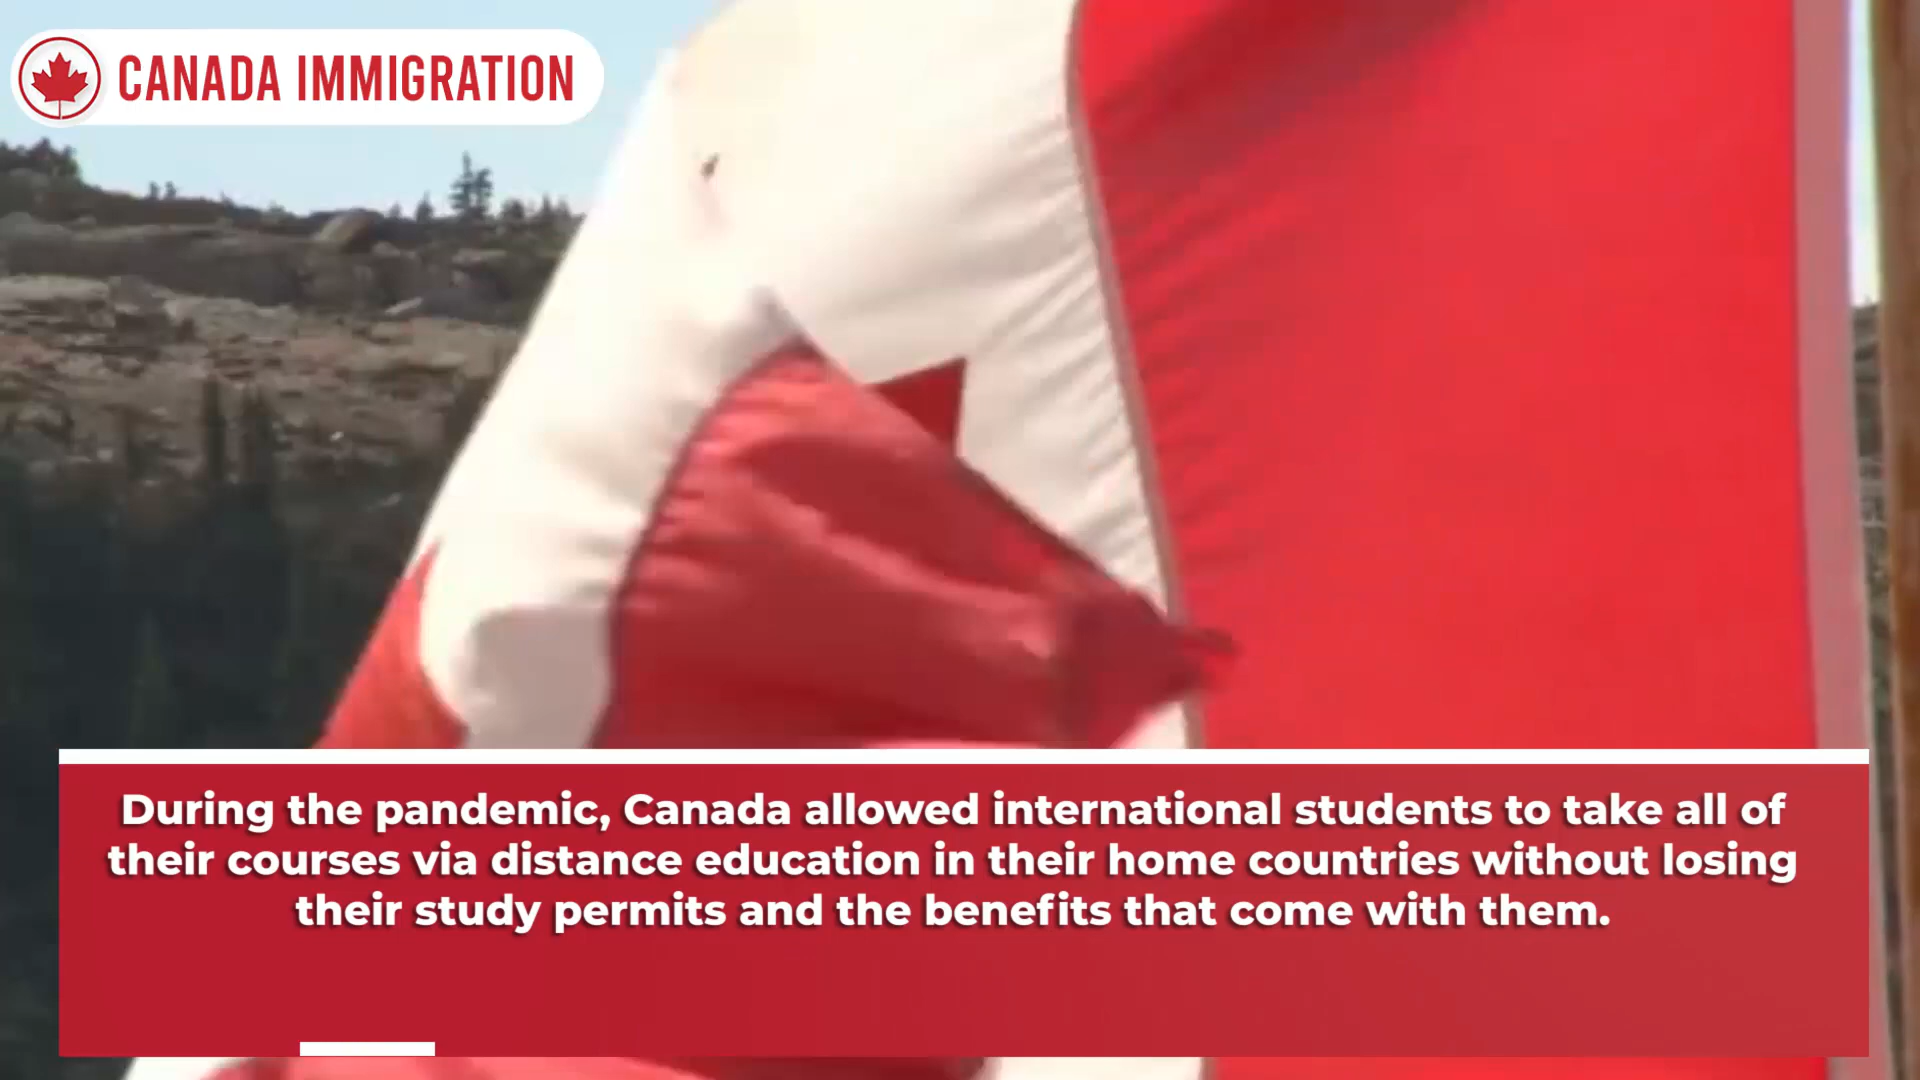 CANADA IMMIGRATION
During the pandemic, Canada allowed international students to take all of
their courses via distance education in their home countries without losing
their study permits and the benefits that come with them.